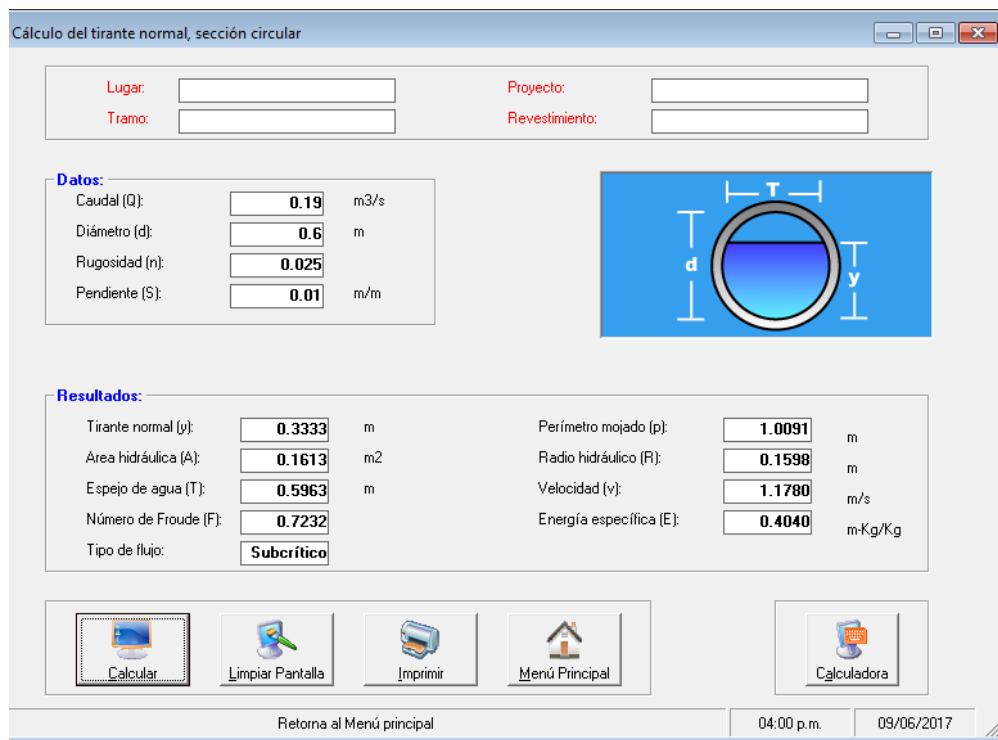 Cálculo del tirante normal, sección circular
Lugar: Proyecto:
Tramo: Revestimiento:
Datos:
Caudal (Q): 0.19 m3/s
Diámetro (d): 0.6 m
Rugosidad (n): 0.025
Pendiente (S): 0.01 m/m
T
d
y
Resultados:
Tirante normal (y): 0.3333 m Perímetro mojado (p): 1.0091 m
Area hidráulica (A): 0.1613 m2 Radio hidráulico (R): 0.1598 m
Espejo de agua (T): 0.5963 m Velocidad (v): 1.1780 m/s
Número de Froude (F): 0.7232 Energía específica (E): 0.4040 m-Kg/Kg
Tipo de flujo: Subcrítico
Calcular Limpiar Pantalla Imprimir Menú Principal Calculadora
Retorna al Menú principal 04:00 p.m. 09/06/2017